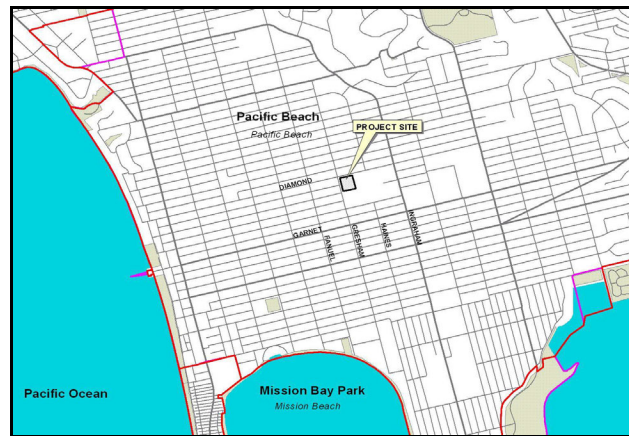 Pacific Beach
Pacific Beach
PROJECT SITE
DIAMOND
GARNET
FANUEL
GRESHAM
HAINES
INGRAHAM
Pacific Ocean
Mission Bay Park
Mission Beach